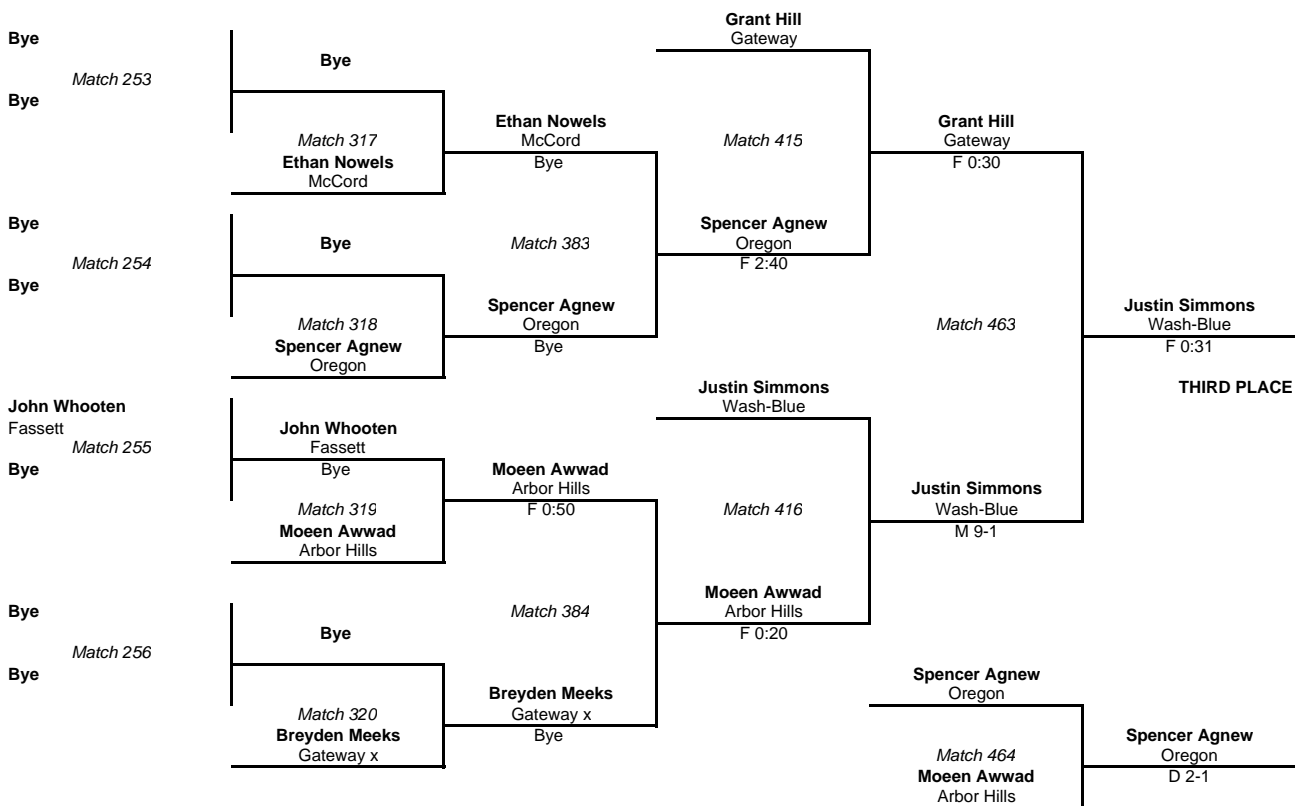 Bye
Match 253
Bye
Bye
Match 317
Ethan Nowels
McCord
Ethan Nowels
McCord
Bye
Bye
Match 254
Bye
Bye
Match 318
Spencer Agnew
Oregon
Match 383
Spencer Agnew
Oregon
Bye
Grant Hill
Gateway
Match 415
Spencer Agnew
Oregon
F 2:40
Grant Hill
Gateway
F 0:30
John Whooten
Fassett
Match 255
Bye
John Whooten
Fassett
Bye
Match 319
Moeen Awwad
Arbor Hills
Moeen Awwad
Arbor Hills
F 0:50
Bye
Match 256
Bye
Bye
Match 320
Breyden Meeks
Gateway x
Match 384
Breyden Meeks
Gateway x
Bye
Justin Simmons
Wash-Blue
Match 416
Moeen Awwad
Arbor Hills
F 0:20
Match 463
Justin Simmons
Wash-Blue
M 9-1
Justin Simmons
Wash-Blue
F 0:31
THIRD PLACE
Spencer Agnew
Oregon
Match 464
Moeen Awwad
Arbor Hills
Spencer Agnew
Oregon
D 2-1